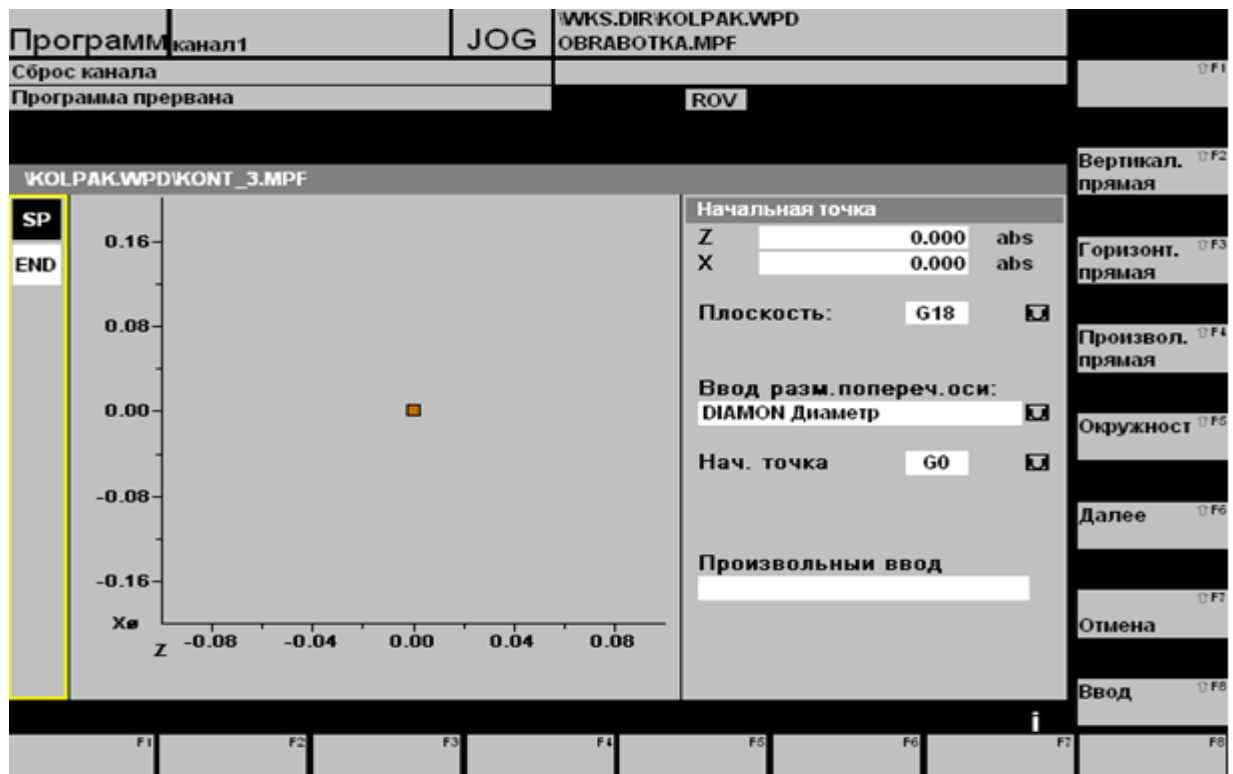 Программ канал1 JOG \WKS.DIR\KOLPAK.WPD
OBRABOTKA.MPF
Сброс канала
Программа прервана ROV
\KOLPAK.WPD\KONT_3.MPF
SP
END
0.16
0.08
0.00
-0.08
-0.16
Xø
Z
-0.08 -0.04 0.00 0.04 0.08
Начальная точка
Z 0.000 abs
X 0.000 abs
Плоскость: G18
Ввод разм.попереч.оси:
DIAMON Диаметр
Нач. точка G0
Произвольный ввод
i
⇧F1
Вертикал. ⇧F2
прямая
Горизонт. ⇧F3
прямая
Произвол. ⇧F4
прямая
Окружност ⇧F5
Далее ⇧F6
⇧F7
Отмена
Ввод ⇧F8
F1 F2 F3 F4 F5 F6 F7 F8